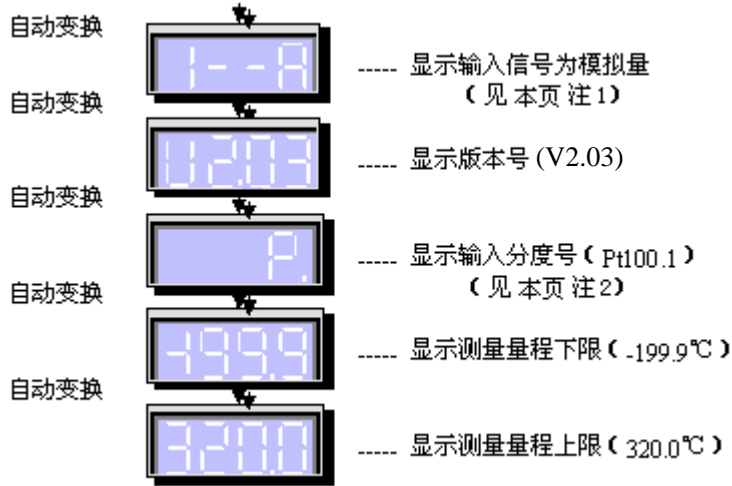 自动变换
1--A
----- 显示输入信号为模拟量
（见本页注1）
自动变换
U2.03
----- 显示版本号 (V2.03)
自动变换
P.
----- 显示输入分度号（Pt100.1）
（见本页注2）
自动变换
-199.9
----- 显示测量量程下限（-199.9℃）
自动变换
320.0
----- 显示测量量程上限（320.0℃）